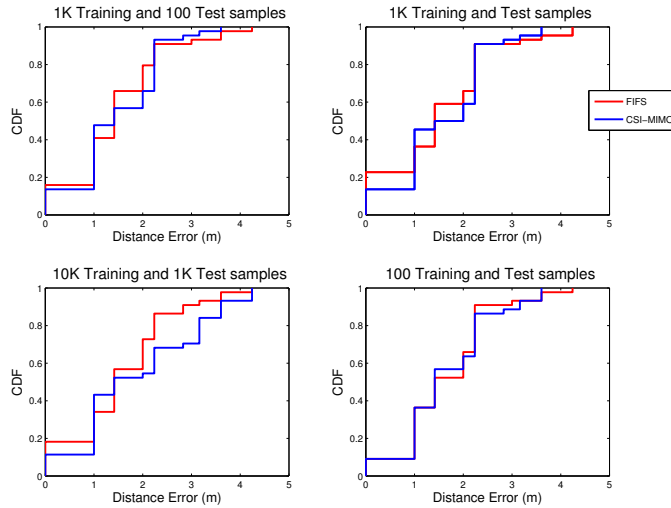 1K Training and 100 Test samples
1
0.8
0.6
0.4
0.2
0
CDF
0 1 2 3 4 5
Distance Error (m)
1K Training and Test samples
1
0.8
0.6
0.4
0.2
0
CDF
0 1 2 3 4 5
Distance Error (m)
FIFS
CSI-MIMO
10K Training and 1K Test samples
1
0.8
0.6
0.4
0.2
0
CDF
0 1 2 3 4 5
Distance Error (m)
100 Training and Test samples
1
0.8
0.6
0.4
0.2
0
CDF
0 1 2 3 4 5
Distance Error (m)